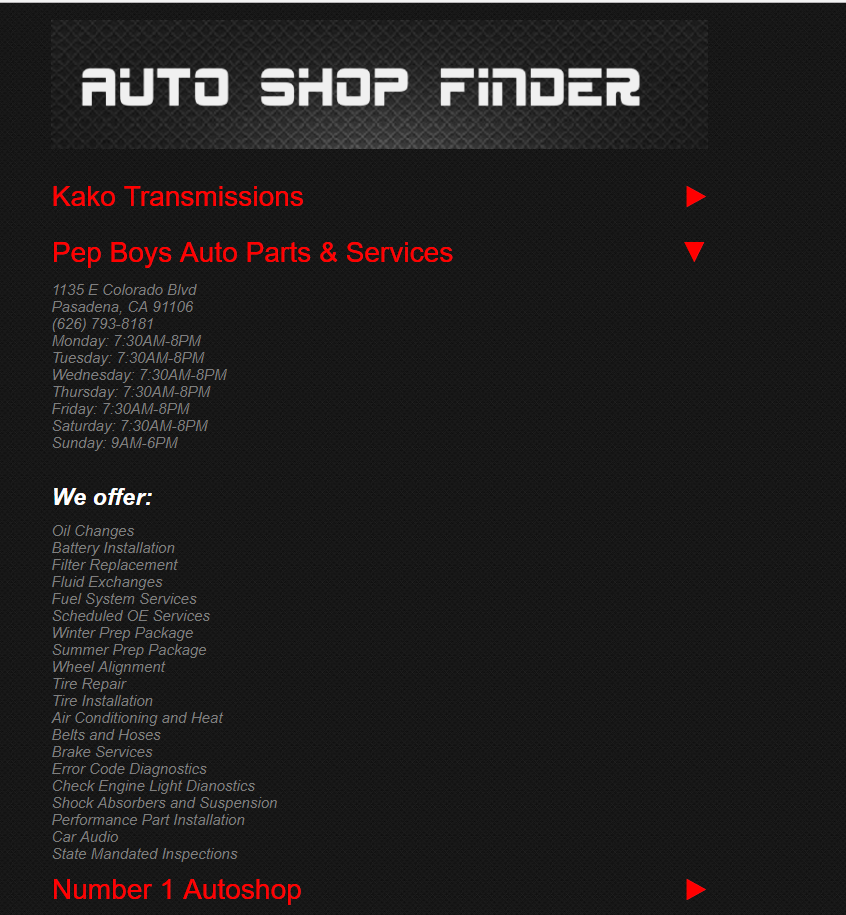 AUTO SHOP FINDER
Kako Transmissions
Pep Boys Auto Parts & Services
1135 E Colorado Blvd
Pasadena, CA 91106
(626) 793-8181
Monday: 7:30AM-8PM
Tuesday: 7:30AM-8PM
Wednesday: 7:30AM-8PM
Thursday: 7:30AM-8PM
Friday: 7:30AM-8PM
Saturday: 7:30AM-8PM
Sunday: 9AM-6PM
We offer:
Oil Changes
Battery Installation
Filter Replacement
Fluid Exchanges
Fuel System Services
Scheduled OE Services
Winter Prep Package
Summer Prep Package
Wheel Alignment
Tire Repair
Tire Installation
Air Conditioning and Heat
Belts and Hoses
Brake Services
Error Code Diagnostics
Check Engine Light Dianostics
Shock Absorbers and Suspension
Performance Part Installation
Car Audio
State Mandated Inspections
Number 1 Autoshop